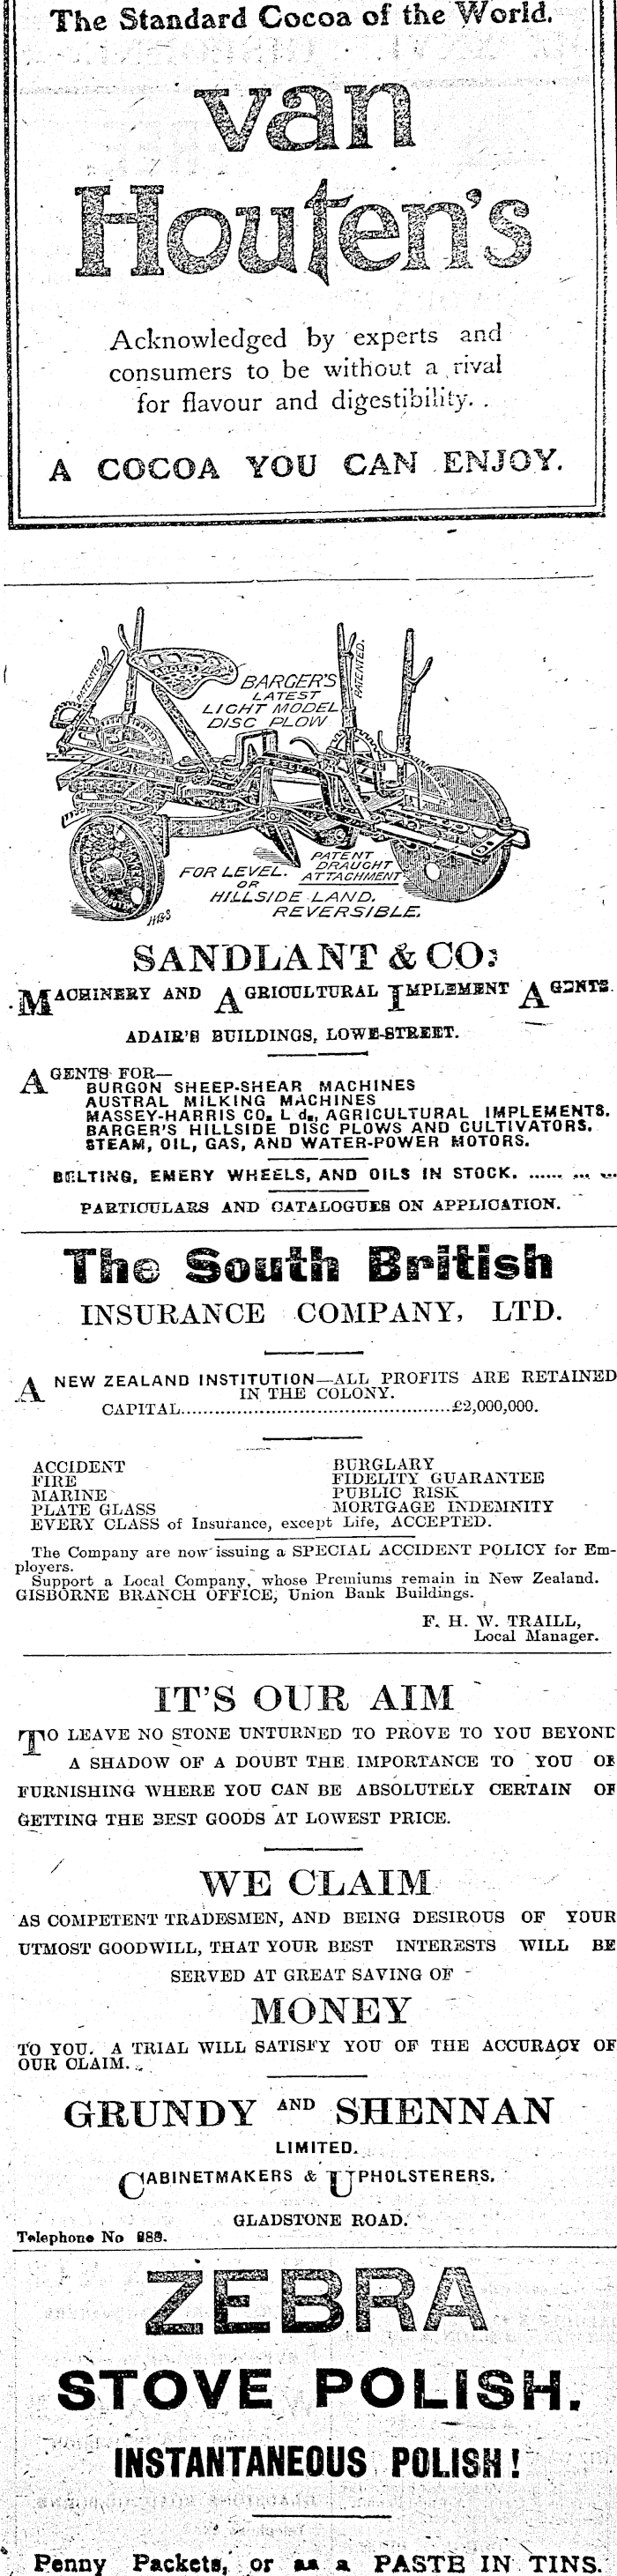 The Standard Cocoa of the World.
van
Houten's
Acknowledged by experts and
consumers to be without a rival
for flavour and digestibility. .
A COCOA YOU CAN ENJOY.
PATENTED
BARGER'S
LATEST
LIGHT MODEL
DISC PLOW
PATENTED.
FOR LEVEL.
OR
HILLSIDE LAND.
REVERSIBLE.
PATENT
DRAUGHT
ATTACHMENT
SANDLANT & CO:
MACHINERY AND AGRICULTURAL IMPLEMENT AGENTS.
ADAIR'S BUILDINGS, LOWE-STREET.
AGENTS FOR—
BURGON SHEEP-SHEAR MACHINES
AUSTRAL MILKING MACHINES
MASSEY-HARRIS CO. L d., AGRICULTURAL IMPLEMENTS.
BARGER'S HILLSIDE DISC PLOWS AND CULTIVATORS.
STEAM, OIL, GAS, AND WATER-POWER MOTORS.
BELTING, EMERY WHEELS, AND OILS IN STOCK. ...... ... ...
PARTICULARS AND CATALOGUES ON APPLICATION.
The South British
INSURANCE COMPANY, LTD.
A NEW ZEALAND INSTITUTION—ALL PROFITS ARE RETAINED
IN THE COLONY.
CAPITAL..............................................£2,000,000.
ACCIDENT BURGLARY
FIRE FIDELITY GUARANTEE
MARINE PUBLIC RISK
PLATE GLASS MORTGAGE INDEMNITY
EVERY CLASS of Insurance, except Life, ACCEPTED.
The Company are now issuing a SPECIAL ACCIDENT POLICY for Em-
ployers.
Support a Local Company, whose Premiums remain in New Zealand.
GISBORNE BRANCH OFFICE, Union Bank Buildings.
F. H. W. TRAILL,
Local Manager.
IT'S OUR AIM
TO LEAVE NO STONE UNTURNED TO PROVE TO YOU BEYOND
A SHADOW OF A DOUBT THE IMPORTANCE TO YOU OF
FURNISHING WHERE YOU CAN BE ABSOLUTELY CERTAIN OF
GETTING THE BEST GOODS AT LOWEST PRICE.
WE CLAIM
AS COMPETENT TRADESMEN, AND BEING DESIROUS OF YOUR
UTMOST GOODWILL, THAT YOUR BEST INTERESTS WILL BE
SERVED AT GREAT SAVING OF
MONEY
TO YOU. A TRIAL WILL SATISFY YOU OF THE ACCURACY OF
OUR CLAIM.
GRUNDY AND SHENNAN
LIMITED.
CABINETMAKERS & UPHOLSTERERS.
GLADSTONE ROAD.
Telephone No
ZEBRA
STOVE POLISH.
INSTANTANEOUS POLISH!
Penny Packets, or as a PASTE IN TINS.